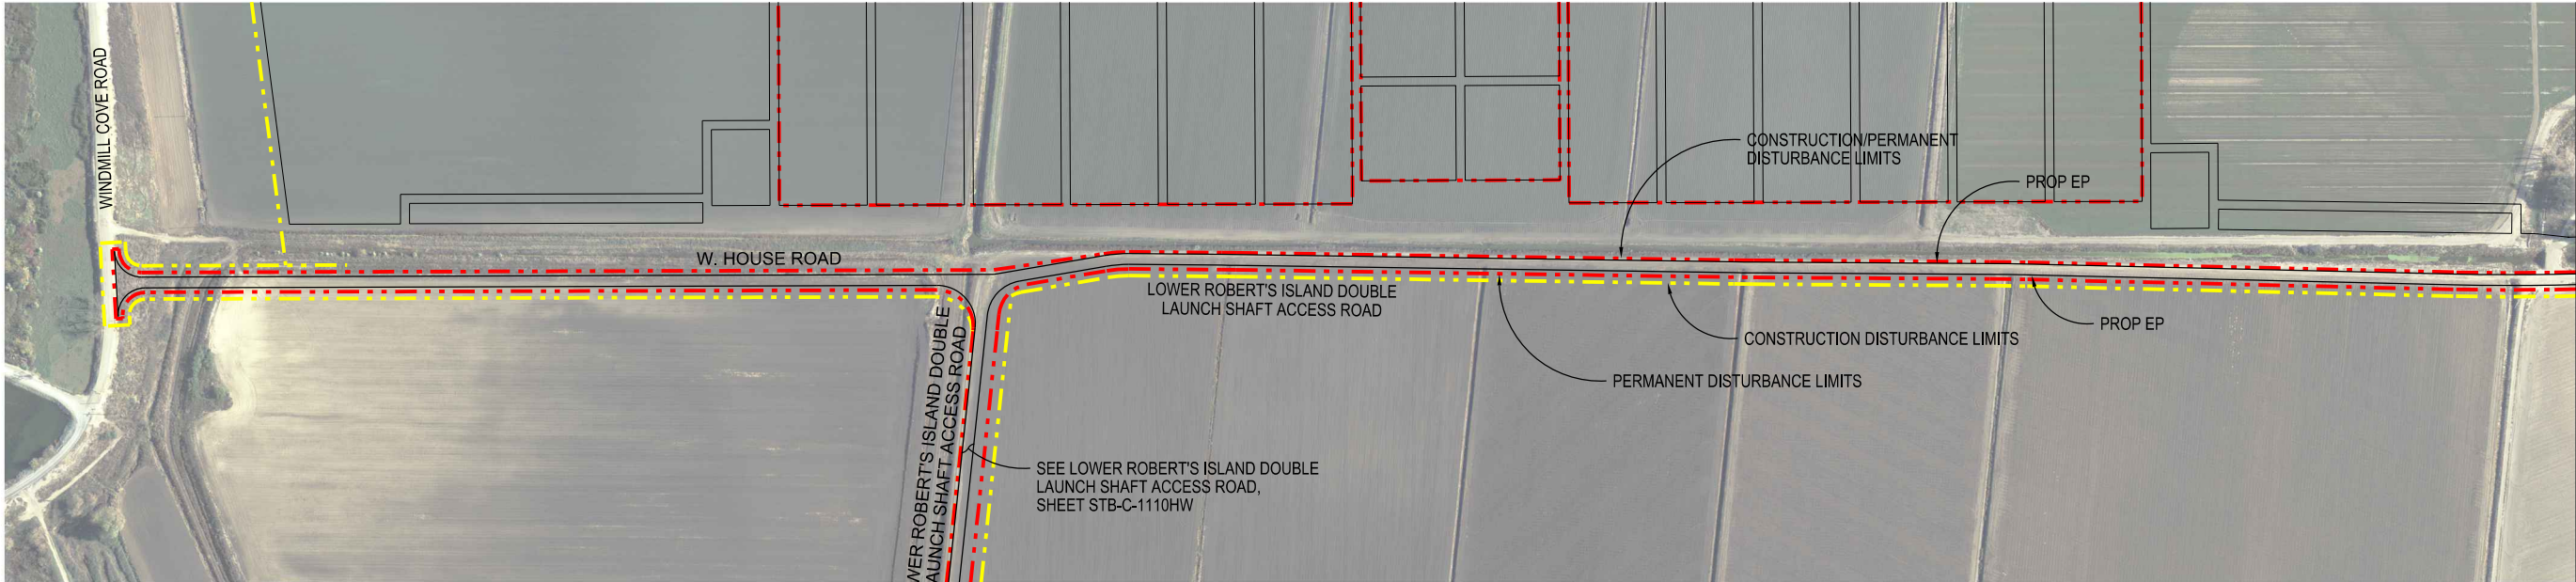 WINDMILL COVE ROAD
CONSTRUCTION/PERMANENT
DISTURBANCE LIMITS
PROP EP
W. HOUSE ROAD
LOWER ROBERT'S ISLAND DOUBLE
LAUNCH SHAFT ACCESS ROAD
PROP EP
CONSTRUCTION DISTURBANCE LIMITS
PERMANENT DISTURBANCE LIMITS
WER ROBERT'S ISLAND DOUBLE
AUNCH SHAFT ACCESS ROAD
SEE LOWER ROBERT'S ISLAND DOUBLE
LAUNCH SHAFT ACCESS ROAD,
SHEET STB-C-1110HW